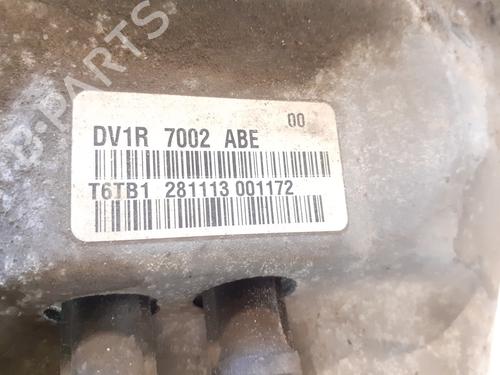 B-PARTS
00
DV1R 7002 ABE
T6TB1 281113 001172